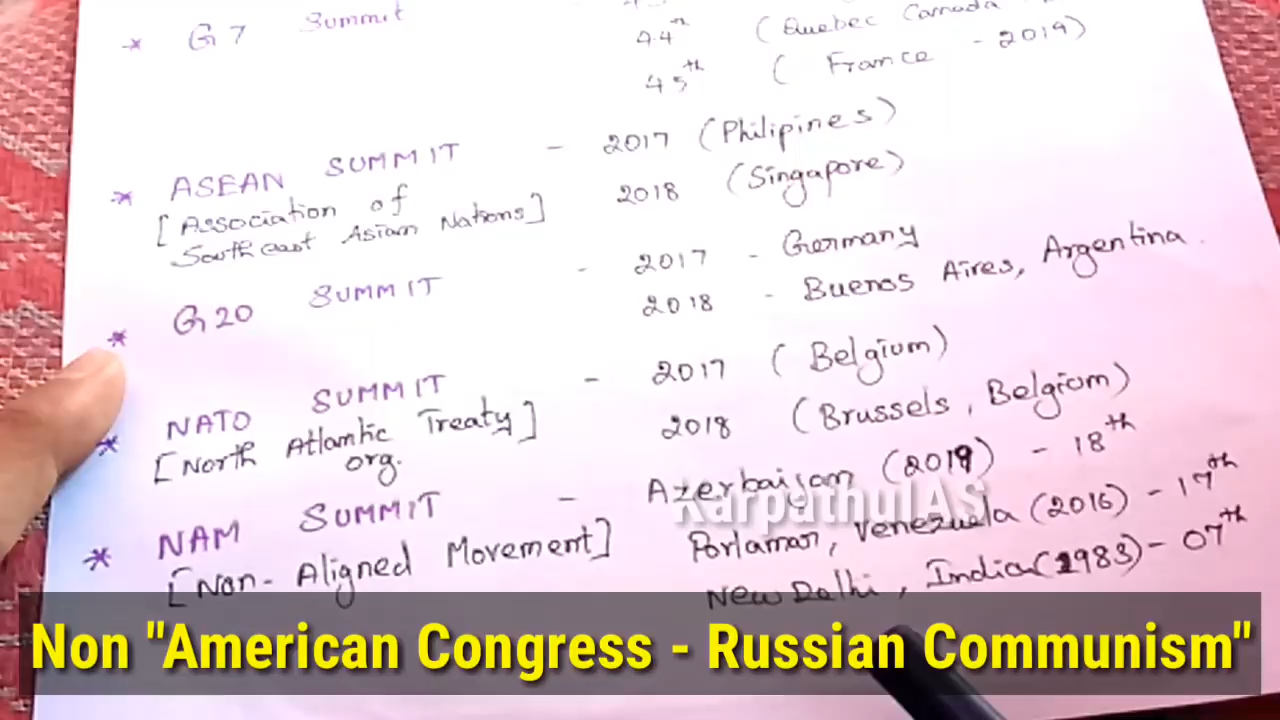 * G7 Summit
44th (Quebec Canada
45th (France - 2019)
* ASEAN SUMMIT - 2017 (Philipines)
[Association of 2018 (Singapore)
Southeast Asian Nations]
* G20 SUMMIT - 2017 - Germany
2018 - Buenos Aires, Argentina
* NATO SUMMIT - 2017 (Belgium)
[North Atlantic Treaty 2018 (Brussels, Belgium)
org.]
* NAM SUMMIT - Azerbaijan (2019) - 18th
[Non-Aligned Movement] Porlaman, Venezuela (2016) - 17th
New Delhi, India (1983) - 07th
KarpathuIAS
Non "American Congress - Russian Communism"